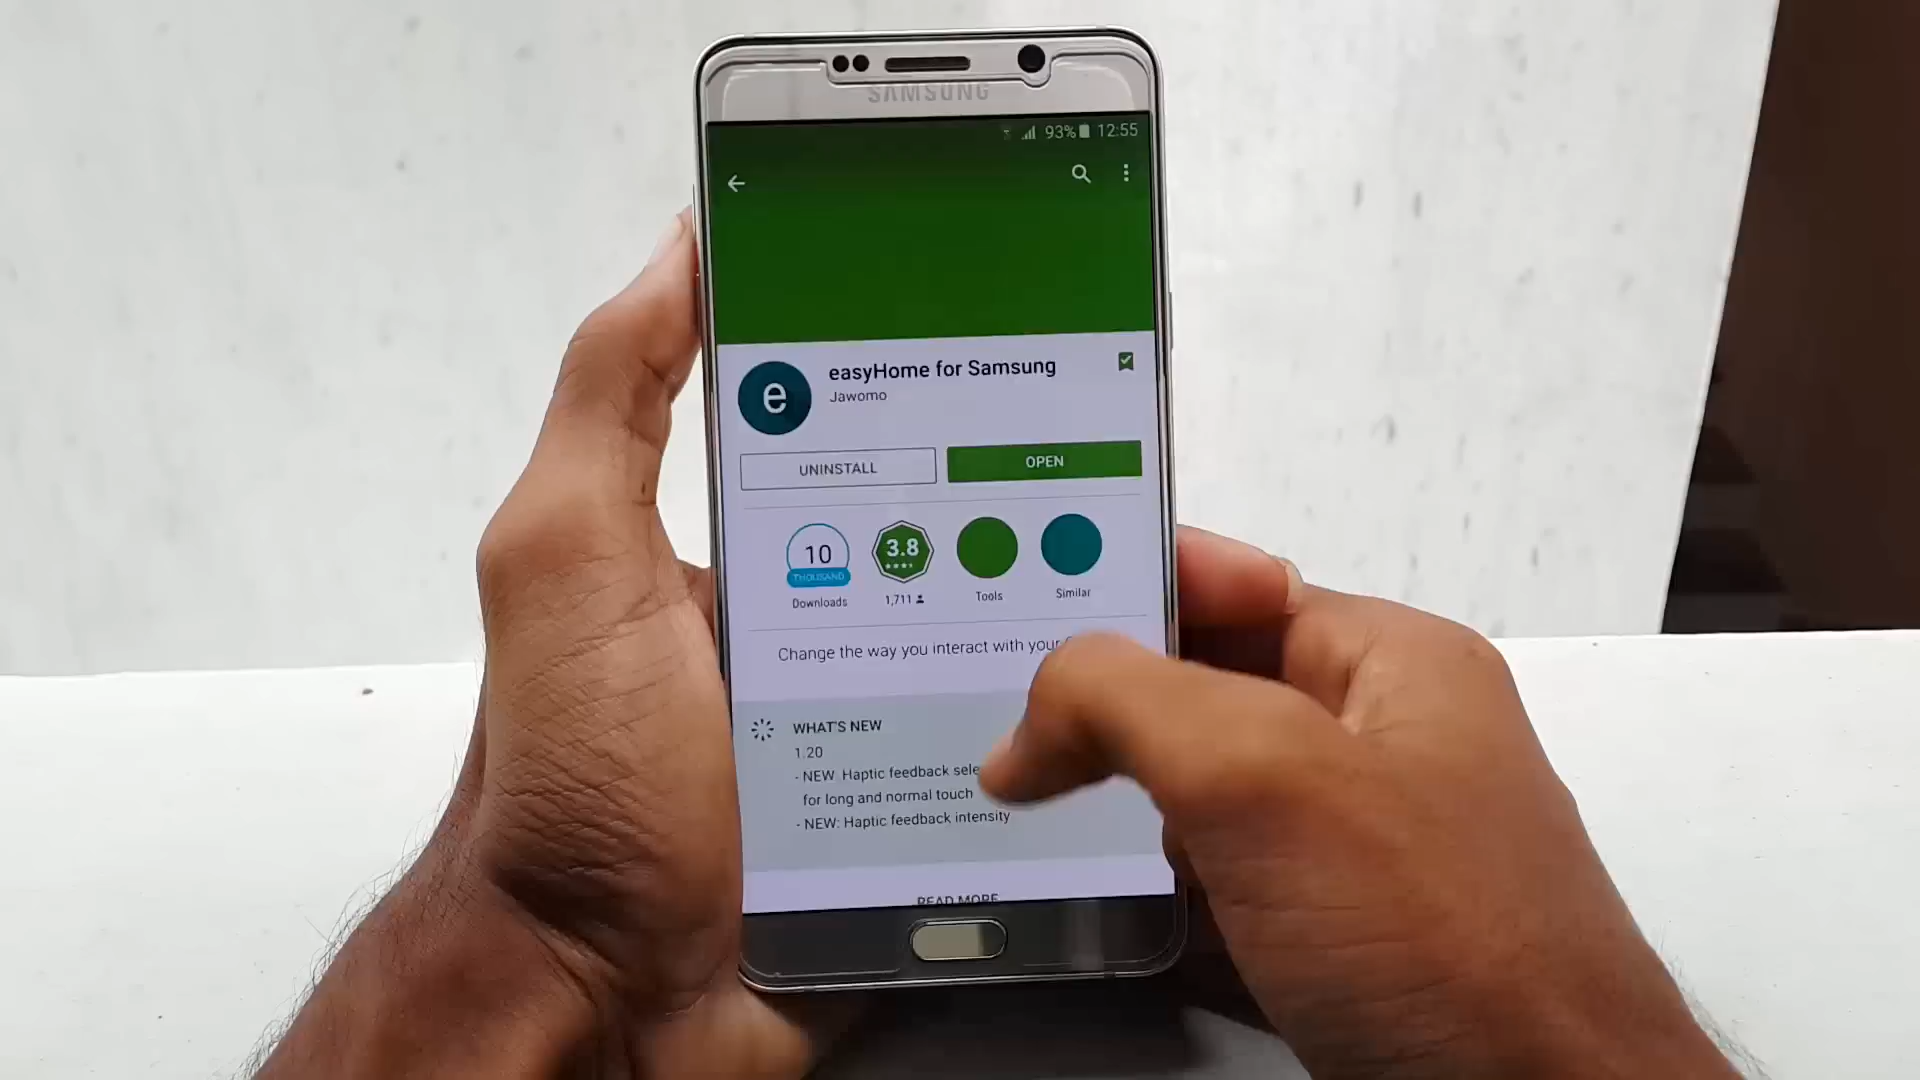 SAMSUNG
93% 12:55
e
easyHome for Samsung
Jawomo
UNINSTALL
OPEN
10
THOUSAND
Downloads
3.8
1,711
Tools
Similar
Change the way you interact with your
WHAT'S NEW
1.20
- NEW Haptic feedback
for long and normal touch
- NEW: Haptic feedback intensity
READ MORE